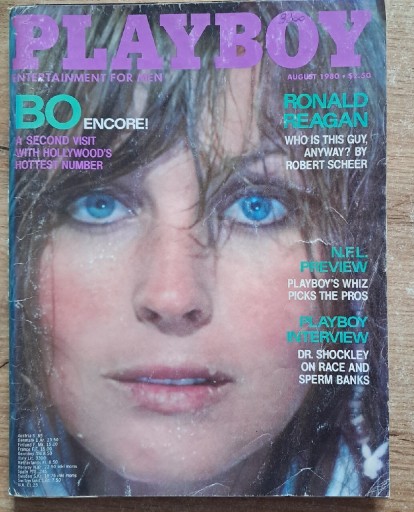 PLAYBOY
ENTERTAINMENT FOR MEN
AUGUST 1980 •
BO ENCORE!
A SECOND VISIT
WITH HOLLYWOOD'S
HOTTEST NUMBER
RONALD
REAGAN
WHO IS THIS GUY,
ANYWAY? BY
ROBERT SCHEER
N.F.L.
PREVIEW
PLAYBOY'S WHIZ
PICKS THE PROS
PLAYBOY
INTERVIEW
DR. SHOCKLEY
ON RACE AND
SPERM BANKS